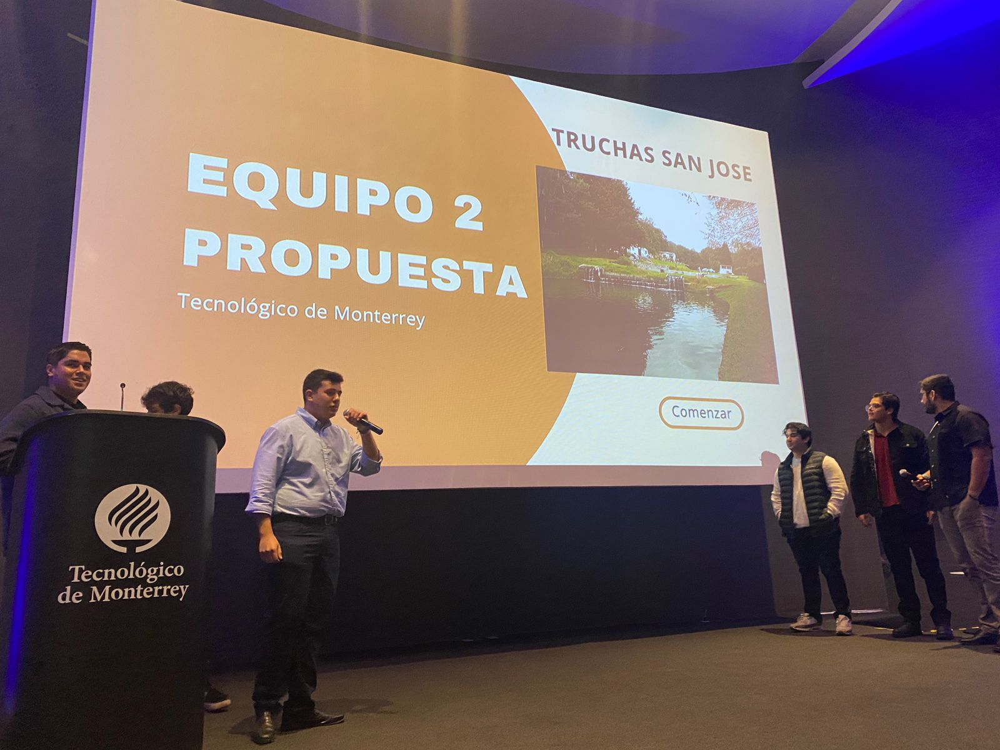 EQUIPO 2
PROPUESTA
Tecnológico de Monterrey
TRUCHAS SAN JOSE
Comenzar
Tecnológico
de Monterrey